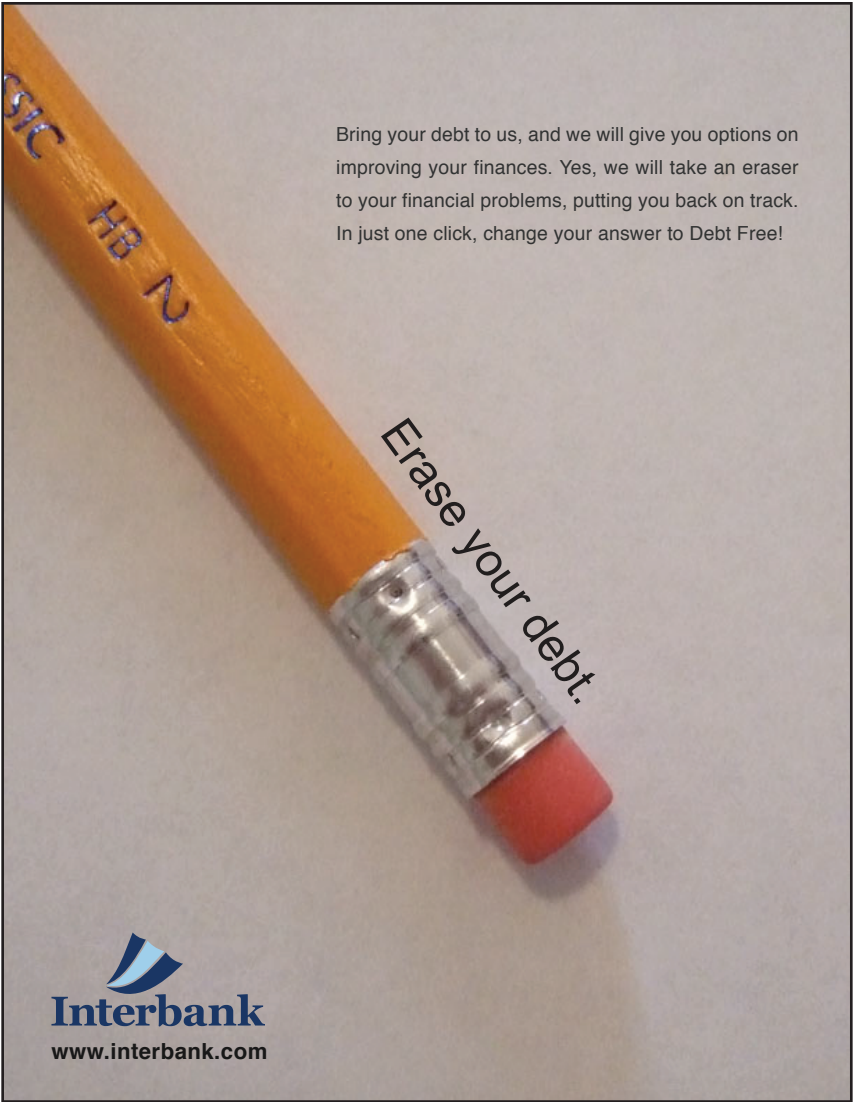 SSIC
HB 2
Bring your debt to us, and we will give you options on
improving your finances. Yes, we will take an eraser
to your financial problems, putting you back on track.
In just one click, change your answer to Debt Free!
Erase your debt.
Interbank
www.interbank.com